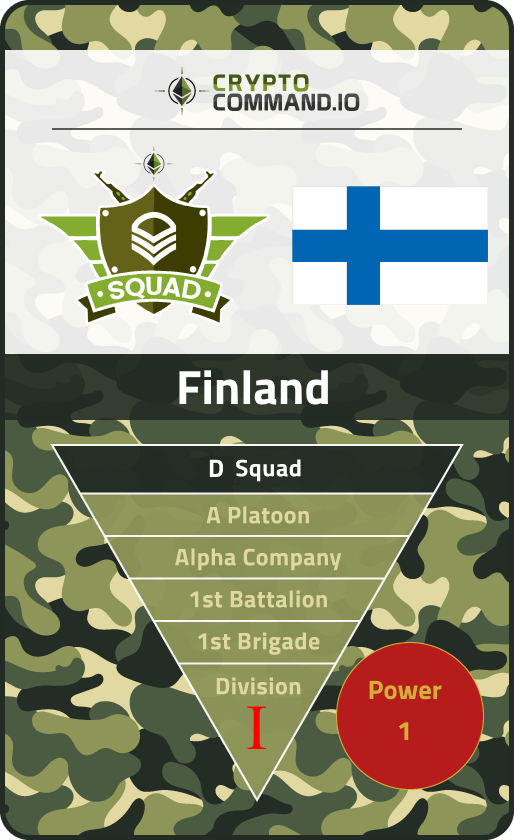 CRYPTO
COMMAND.IO
SQUAD
Finland
D Squad
A Platoon
Alpha Company
1st Battalion
1st Brigade
Division
I
Power
1